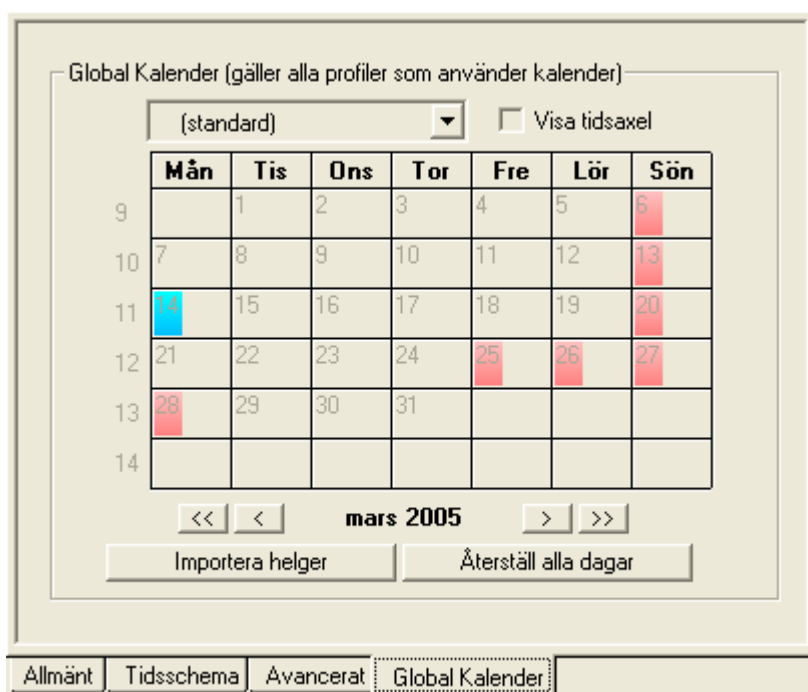 Global Kalender (gäller alla profiler som använder kalender)
(standard) Visa tidsaxel
Mån Tis Ons Tor Fre Lör Sön
9 1 2 3 4 5 6
10 7 8 9 10 11 12 13
11 14 15 16 17 18 19 20
12 21 22 23 24 25 26 27
13 28 29 30 31
14
<< < mars 2005 > >>
Importera helger Återställ alla dagar
Allmänt Tidsschema Avancerat Global Kalender